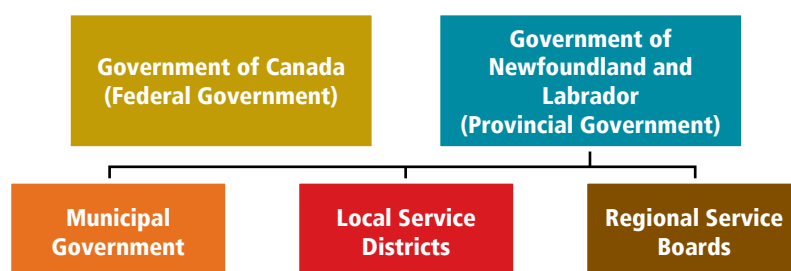 Government of Canada
(Federal Government)
Government of
Newfoundland and
Labrador
(Provincial Government)
Municipal
Government
Local Service
Districts
Regional Service
Boards